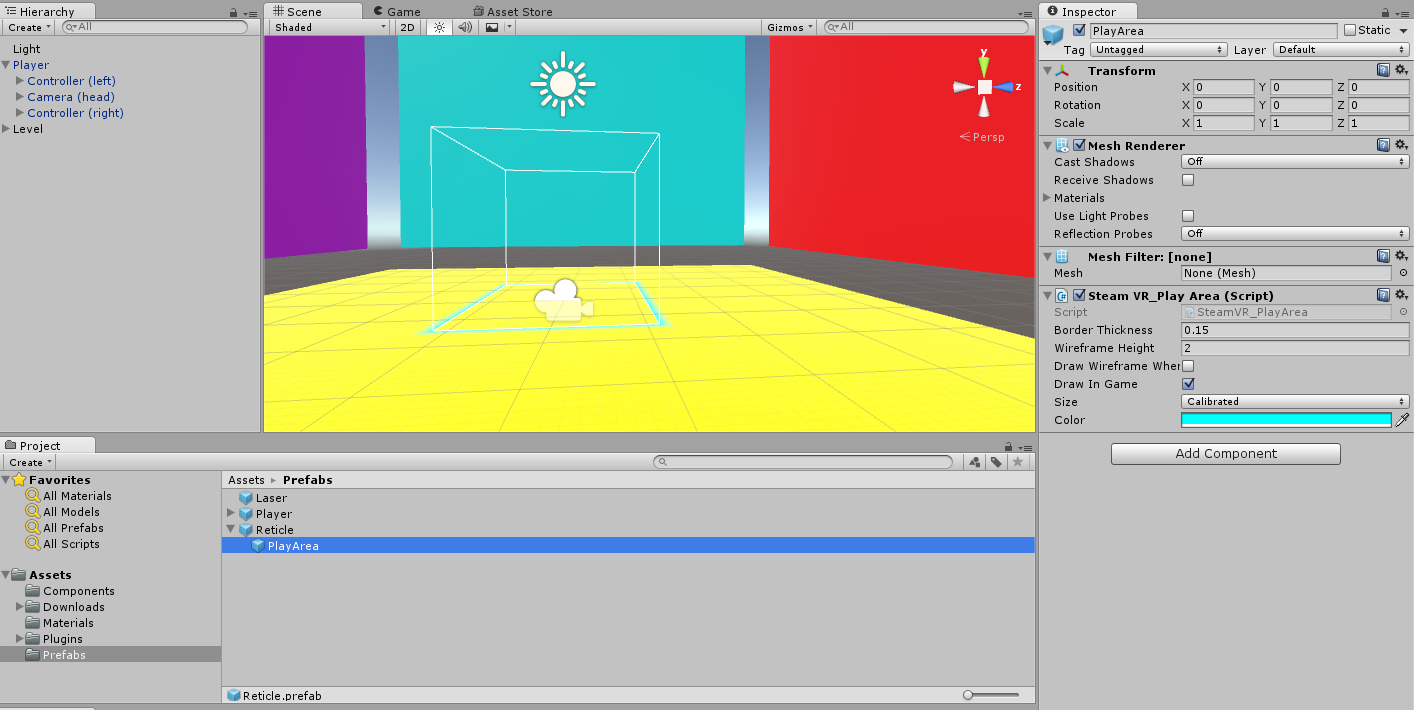 Hierarchy
Create
All
Light
Player
Controller (left)
Camera (head)
Controller (right)
Level
Scene
Game
Asset Store
Shaded
2D
Gizmos
All
y
z
Persp
Inspector
PlayArea
Static
Tag
Untagged
Layer
Default
Transform
Position
X 0
Y 0
Z 0
Rotation
X 0
Y 0
Z 0
Scale
X 1
Y 1
Z 1
Mesh Renderer
Cast Shadows
Off
Receive Shadows
Materials
Use Light Probes
Reflection Probes
Off
Mesh Filter: [none]
Mesh
None (Mesh)
Steam VR_Play Area (Script)
Script
SteamVR_PlayArea
Border Thickness
0.15
Wireframe Height
2
Draw Wireframe Wher
Draw In Game
Size
Calibrated
Color
Add Component
Project
Create
Favorites
All Materials
All Models
All Prefabs
All Scripts
Assets
Components
Downloads
Materials
Plugins
Prefabs
Assets ▸ Prefabs
Laser
Player
Reticle
PlayArea
Reticle.prefab